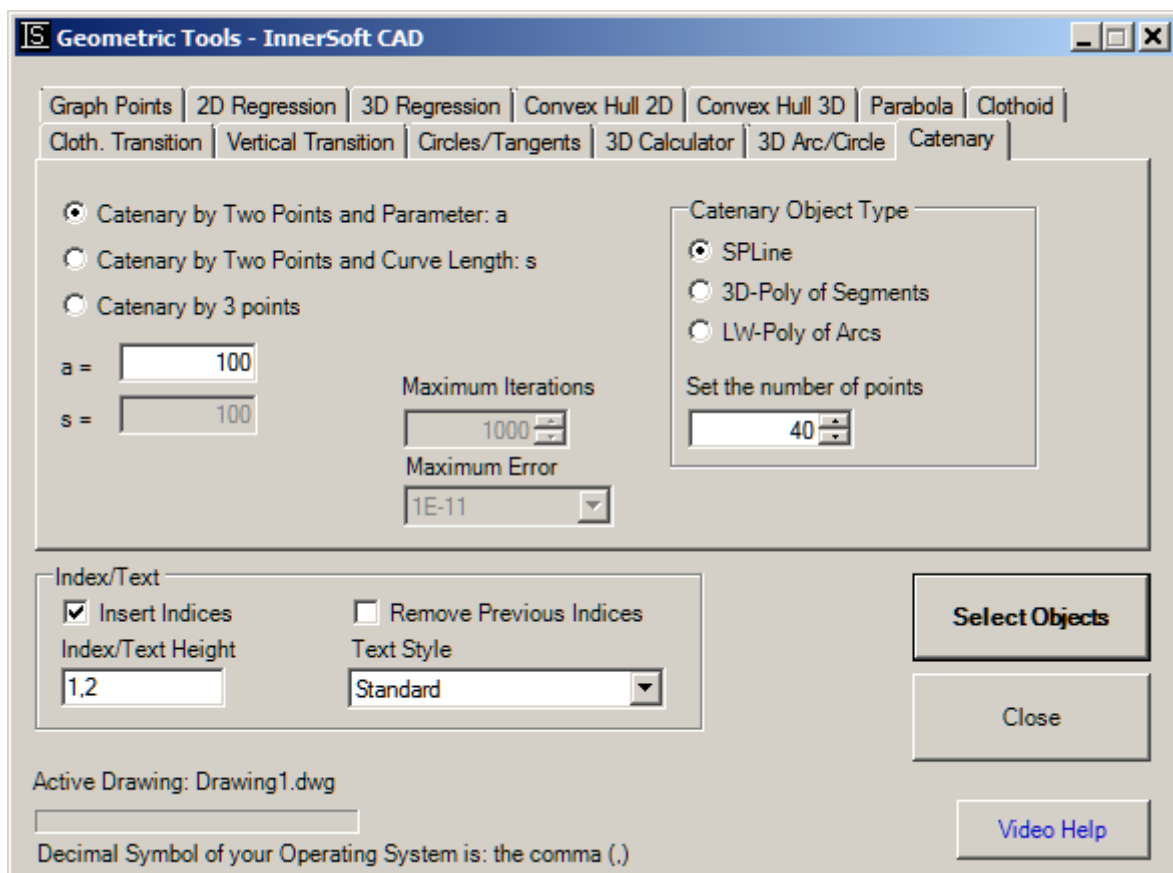 IS Geometric Tools - InnerSoft CAD
Graph Points 2D Regression 3D Regression Convex Hull 2D Convex Hull 3D Parabola Clothoid
Cloth. Transition Vertical Transition Circles/Tangents 3D Calculator 3D Arc/Circle Catenary
Catenary by Two Points and Parameter: a
Catenary by Two Points and Curve Length: s
Catenary by 3 points
a = 100
s = 100
Maximum Iterations
1000
Maximum Error
1E-11
Catenary Object Type
SPLine
3D-Poly of Segments
LW-Poly of Arcs
Set the number of points
40
Index/Text
Insert Indices Remove Previous Indices
Index/Text Height Text Style
1,2 Standard
Select Objects
Close
Active Drawing: Drawing1.dwg
Decimal Symbol of your Operating System is: the comma (,)
Video Help